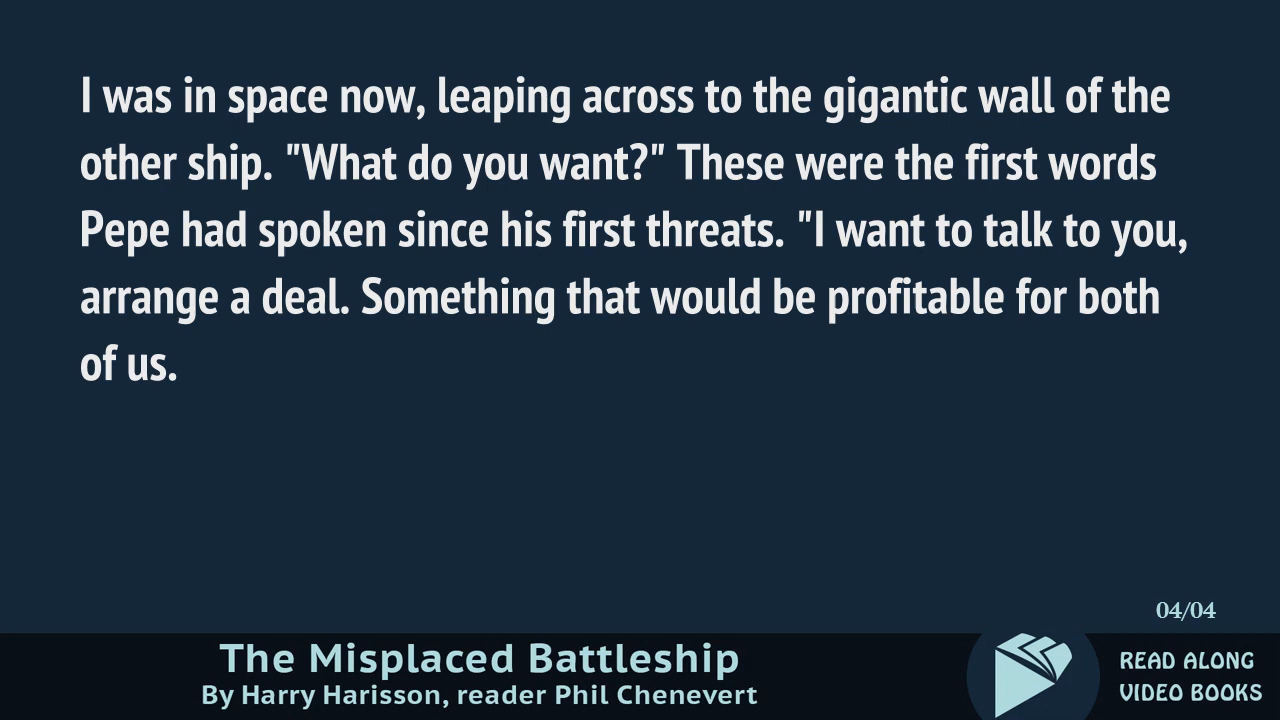 I was in space now, leaping across to the gigantic wall of the
other ship. "What do you want?" These were the first words
Pepe had spoken since his first threats. "I want to talk to you,
arrange a deal. Something that would be profitable for both
of us.
04/04
The Misplaced Battleship
By Harry Harisson, reader Phil Chenevert
READ ALONG
VIDEO BOOKS